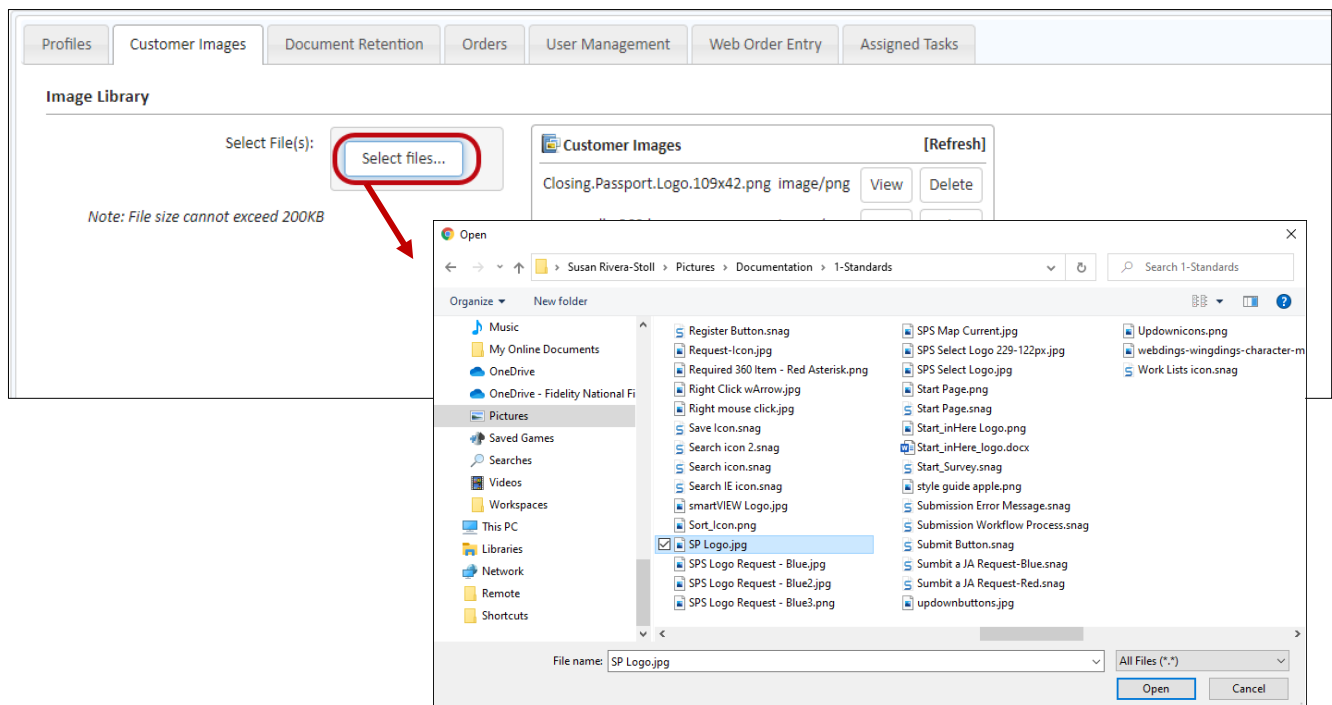 Profiles Customer Images Document Retention Orders User Management Web Order Entry Assigned Tasks
Image Library
Select File(s):
Select files...
Note: File size cannot exceed 200KB
Customer Images [Refresh]
Closing.Passport.Logo.109x42.png image/png View Delete
Open
Susan Rivera-Stoll > Pictures > Documentation > 1-Standards
Search 1-Standards
Organize New folder
Music
My Online Documents
OneDrive
OneDrive - Fidelity National Fi
Pictures
Saved Games
Searches
Videos
Workspaces
This PC
Libraries
Network
Remote
Shortcuts
Register Button.snag
Request-Icon.jpg
Required 360 Item - Red Asterisk.png
Right Click wArrow.jpg
Right mouse click.jpg
Save Icon.snag
Search icon 2.snag
Search icon.snag
Search IE icon.snag
smartVIEW Logo.jpg
Sort_Icon.png
SP Logo.jpg
SPS Logo Request - Blue.jpg
SPS Logo Request - Blue2.jpg
SPS Logo Request - Blue3.png
SPS Map Current.jpg
SPS Select Logo 229-122px.jpg
SPS Select Logo.jpg
Start Page.png
Start Page.snag
Start_inHere Logo.png
Start_inHere_logo.docx
Start_Survey.snag
style guide apple.png
Submission Error Message.snag
Submission Workflow Process.snag
Submit Button.snag
Sumbit a JA Request-Blue.snag
Sumbit a JA Request-Red.snag
updownbuttons.jpg
Updownicons.png
webdings-wingdings-character-m
Work Lists icon.snag
File name: SP Logo.jpg All Files (*.*)
Open Cancel